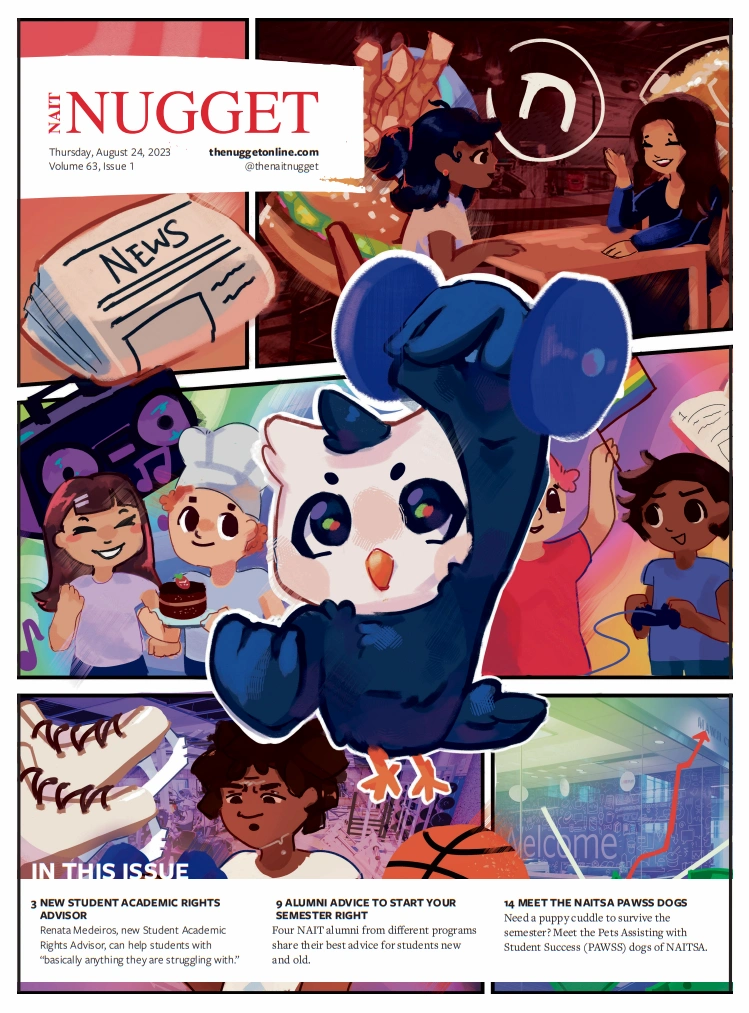 NAIT
NUGGET
Thursday, August 24, 2023
Volume 63, Issue 1
thenuggetonline.com
@thenaitnugget
n
NEWS
Welcome
IN THIS ISSUE
3 NEW STUDENT ACADEMIC RIGHTS
ADVISOR
Renata Medeiros, new Student Academic
Rights Advisor, can help students with
“basically anything they are struggling with.”
9 ALUMNI ADVICE TO START YOUR
SEMESTER RIGHT
Four NAIT alumni from different programs
share their best advice for students new
and old.
14 MEET THE NAITSA PAWSS DOGS
Need a puppy cuddle to survive the
semester? Meet the Pets Assisting with
Student Success (PAWSS) dogs of NAITSA.